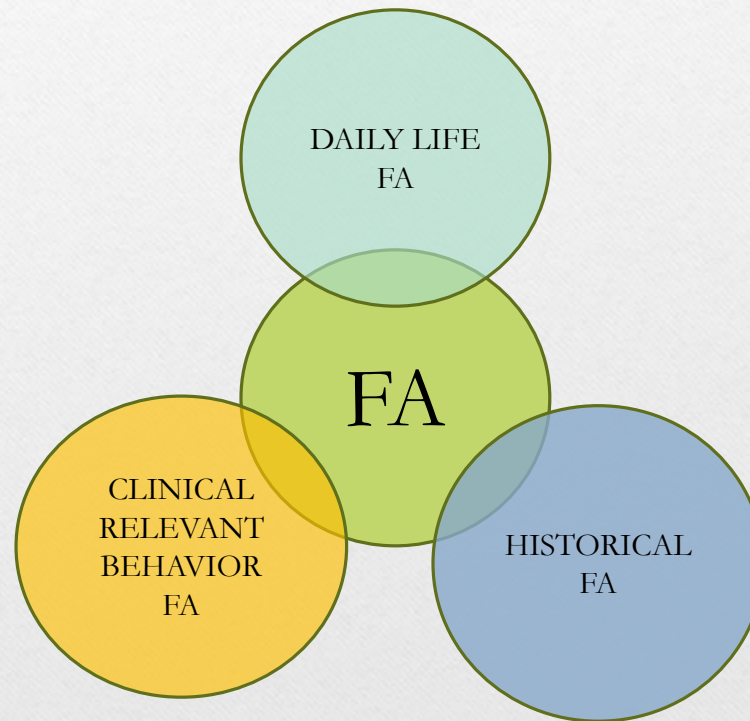 DAILY LIFE
FA
FA
CLINICAL
RELEVANT
BEHAVIOR
FA
HISTORICAL
FA